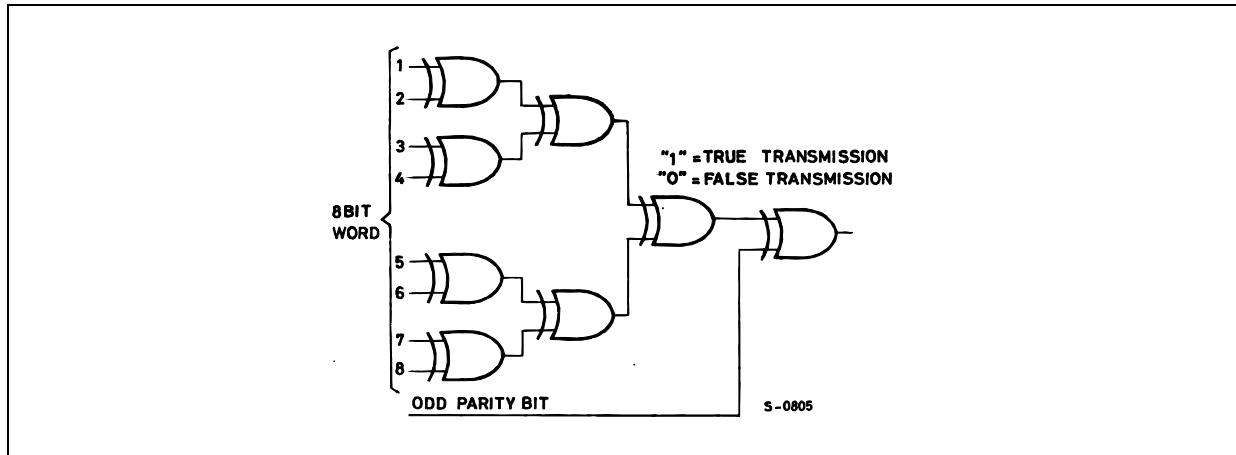 1
2
3
4
8BIT
WORD
5
6
7
8
ODD PARITY BIT
"1" = TRUE TRANSMISSION
"0" = FALSE TRANSMISSION
S-0805